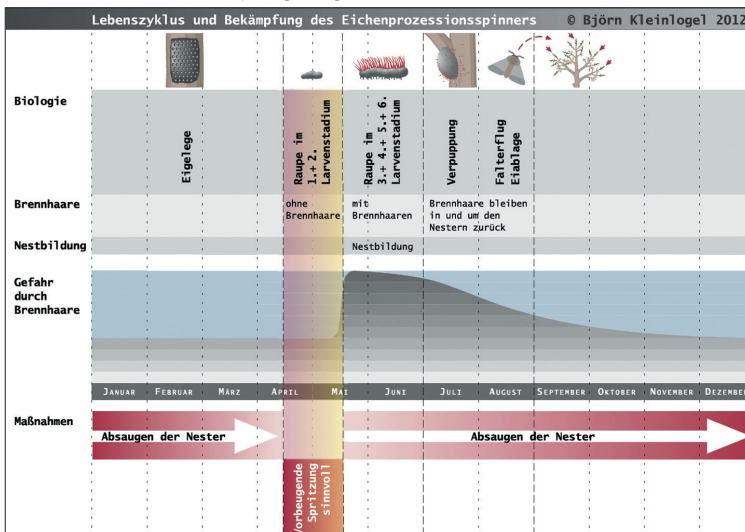 Lebenszyklus und Bekämpfung des Eichenprozessionsspinners © Björn Kleinlogel 2012
Biologie
Eigelege
Raupe im
1.+ 2.
Larvenstadium
Raupe im
3.+ 4.+ 5.+ 6.
Larvenstadium
Verpuppung
Falterflug
Eiablage
Brennhaare
ohne
Brennhaare
mit
Brennhaaren
Brennhaare bleiben
in und um den
Nestern zurück
Nestbildung
Nestbildung
Gefahr
durch
Brennhaare
Januar Februar März April Mai Juni Juli August September Oktober November Dezember
Maßnahmen
Absaugen der Nester
Absaugen der Nester
Vorbeugende
Spritzung
sinnvoll